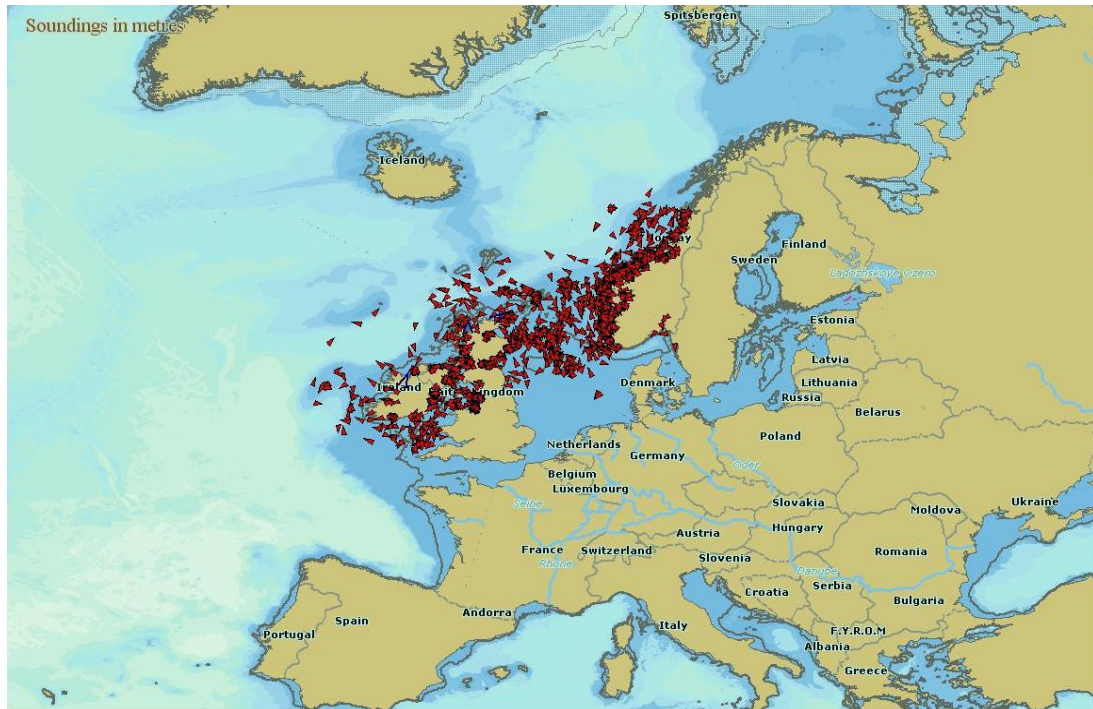 Soundings in metres
Spitsbergen
Iceland
Finland
Sweden
Ladozhskoye Ozero
Estonia
Latvia
Lithuania
Russia
Denmark
Belarus
Ireland
Poland
Netherlands
Germany
Oder
Belgium
Luxembourg
Seine
Slovakia
Ukraine
Moldova
Hungary
Austria
France
Switzerland
Slovenia
Romania
Rhone
Danube
Serbia
Croatia
Bulgaria
Andorra
Spain
Portugal
Italy
F.Y.R.O.M
Albania
Greece